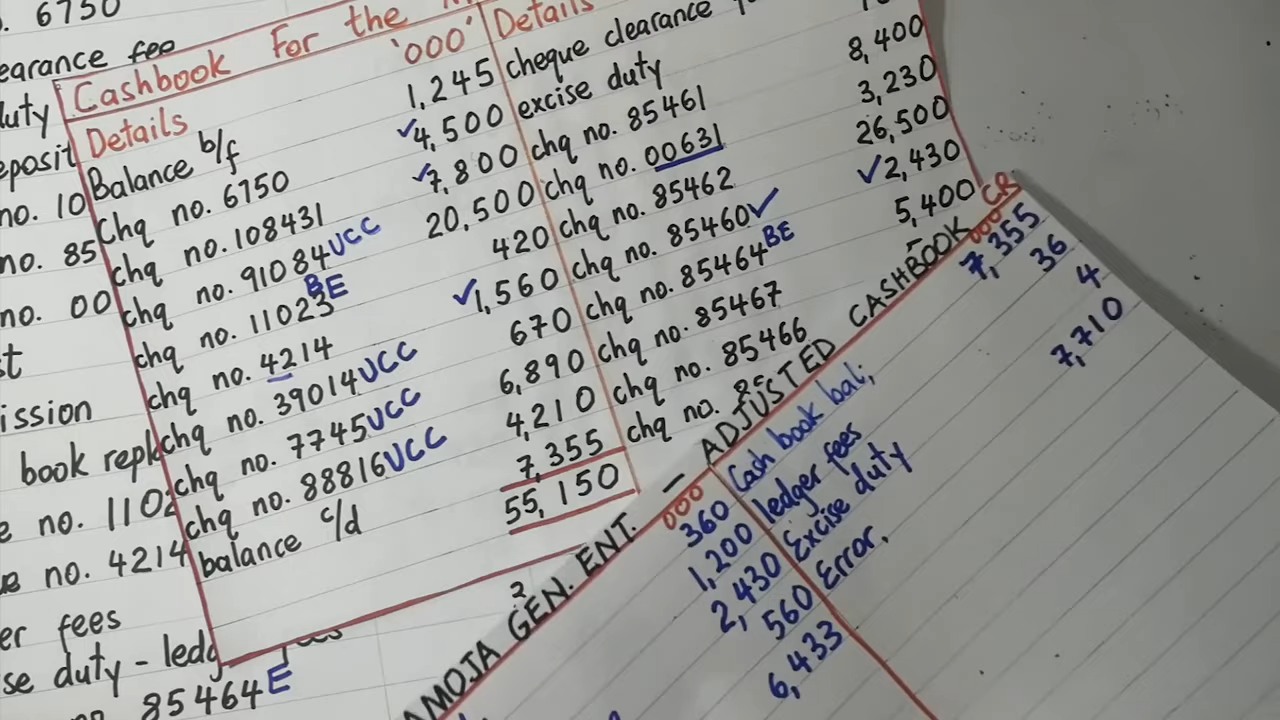 6750
earance fee
duty
eposit
no. 10
no. 85
no. 00
st
ission
book repl
no. 1102
no. 4214
er fees
se duty - ledg
85464 E
Cashbook For the
'000' Details
Details
Balance b/f 1,245 cheque clearance
chq no. 6750 ✓4,500 excise duty
chq no. 108431 ✓7,800 chq no. 85461 8,400
chq no. 91084 UCC 20,500 chq no. 00631 3,230
chq no. 11023 BE 420 chq no. 85462 26,500
chq no. 4214 ✓1,560 chq no. 85460✓ ✓2,430
chq no. 39014 UCC 670 chq no. 85464 BE 5,400
chq no. 7745 UCC 6,890 chq no. 85467
chq no. 88816 UCC 4,210 chq no. 85466
balance c/d 7,355 chq no.
55,150
AMOJA GEN. ENT. - ADJUSTED CASHBOOK CR
2
000 000
360 Cash book bal; 7,355
1,200 ledger fees 36
2,430 Excise duty 4
560 Error.
6,433
7,710